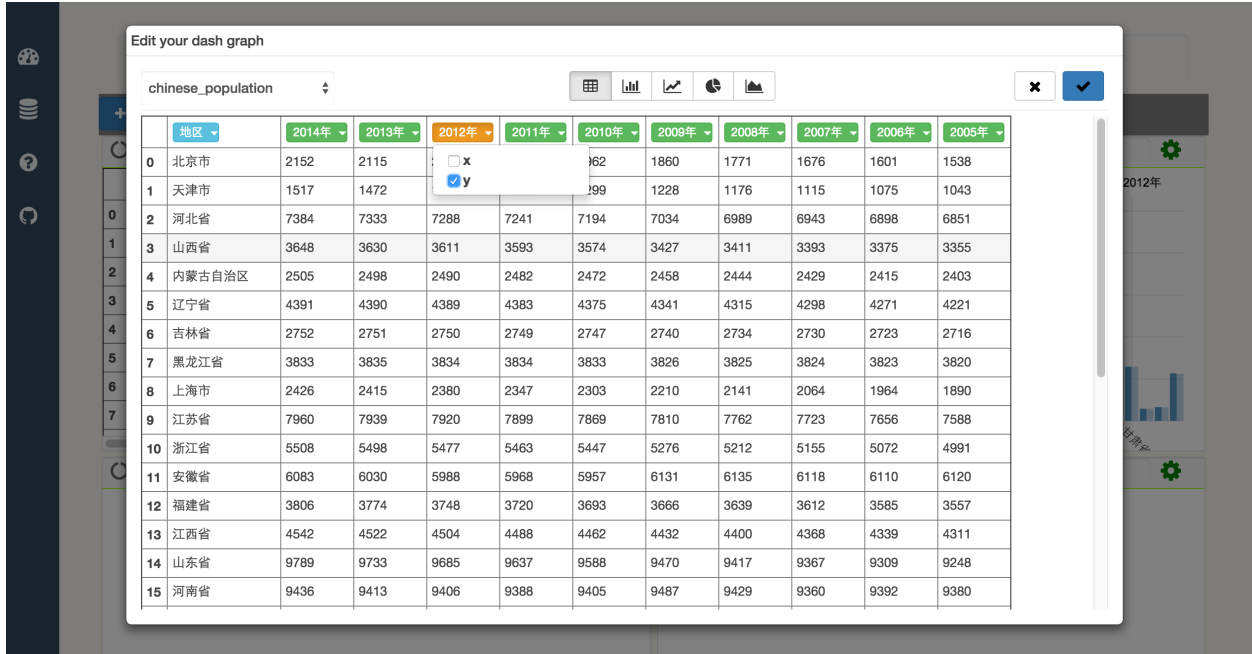 Edit your dash graph
chinese_population
地区 2014年 2013年 2012年 2011年 2010年 2009年 2008年 2007年 2006年 2005年
0 北京市 2152 2115 1860 1771 1676 1601 1538
x
1 天津市 1517 1472 1228 1176 1115 1075 1043
y
2 河北省 7384 7333 7288 7241 7194 7034 6989 6943 6898 6851
3 山西省 3648 3630 3611 3593 3574 3427 3411 3393 3375 3355
4 内蒙古自治区 2505 2498 2490 2482 2472 2458 2444 2429 2415 2403
5 辽宁省 4391 4390 4389 4383 4375 4341 4315 4298 4271 4221
6 吉林省 2752 2751 2750 2749 2747 2740 2734 2730 2723 2716
7 黑龙江省 3833 3835 3834 3834 3833 3826 3825 3824 3823 3820
8 上海市 2426 2415 2380 2347 2303 2210 2141 2064 1964 1890
9 江苏省 7960 7939 7920 7899 7869 7810 7762 7723 7656 7588
10 浙江省 5508 5498 5477 5463 5447 5276 5212 5155 5072 4991
11 安徽省 6083 6030 5988 5968 5957 6131 6135 6118 6110 6120
12 福建省 3806 3774 3748 3720 3693 3666 3639 3612 3585 3557
13 江西省 4542 4522 4504 4488 4462 4432 4400 4368 4339 4311
14 山东省 9789 9733 9685 9637 9588 9470 9417 9367 9309 9248
15 河南省 9436 9413 9406 9388 9405 9487 9429 9360 9392 9380
0
1
2
3
4
5
6
7
2012年
甘肃省